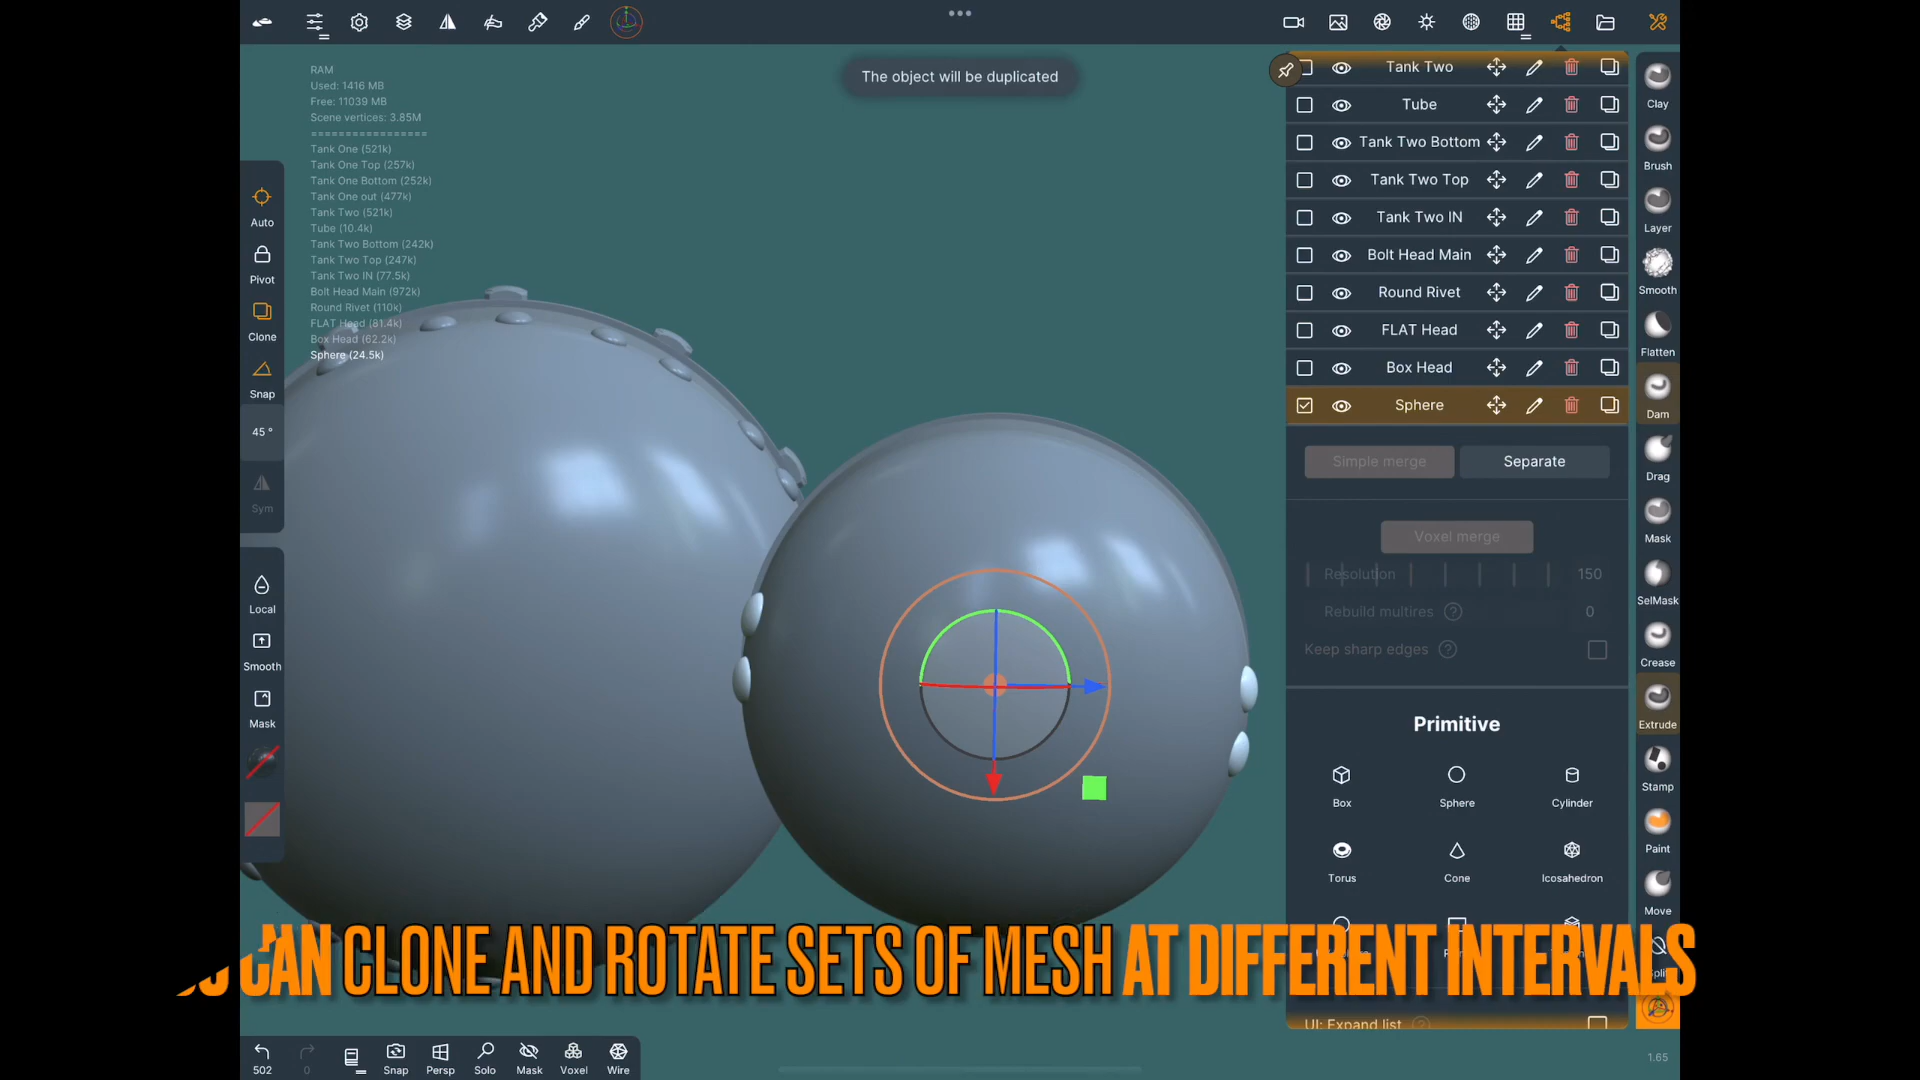 The object will be duplicated
RAM
Used: 1416 MB
Free: 11039 MB
Scene vertices: 3.85M
=================
Tank One (521k)
Tank One Top (257k)
Tank One Bottom (252k)
Tank One out (477k)
Tank Two (521k)
Tube (10.4k)
Tank Two Bottom (242k)
Tank Two Top (247k)
Tank Two IN (77.5k)
Bolt Head Main (972k)
Round Rivet (110k)
FLAT Head (81.4k)
Box Head (62.2k)
Sphere (24.5k)
Auto
Pivot
Clone
Snap
45 °
Sym
Local
Smooth
Mask
Tank Two
Tube
Tank Two Bottom
Tank Two Top
Tank Two IN
Bolt Head Main
Round Rivet
FLAT Head
Box Head
Sphere
Simple merge
Separate
Voxel merge
Resolution 150
Rebuild multires ? 0
Keep sharp edges ?
Primitive
Box
Sphere
Cylinder
Torus
Cone
Icosahedron
UI: Expand list ?
Clay
Brush
Layer
Smooth
Flatten
Dam
Drag
Mask
SelMask
Crease
Extrude
Stamp
Paint
Move
CAN CLONE AND ROTATE SETS OF MESH AT DIFFERENT INTERVALS
502
0
Snap
Persp
Solo
Mask
Voxel
Wire
1.65